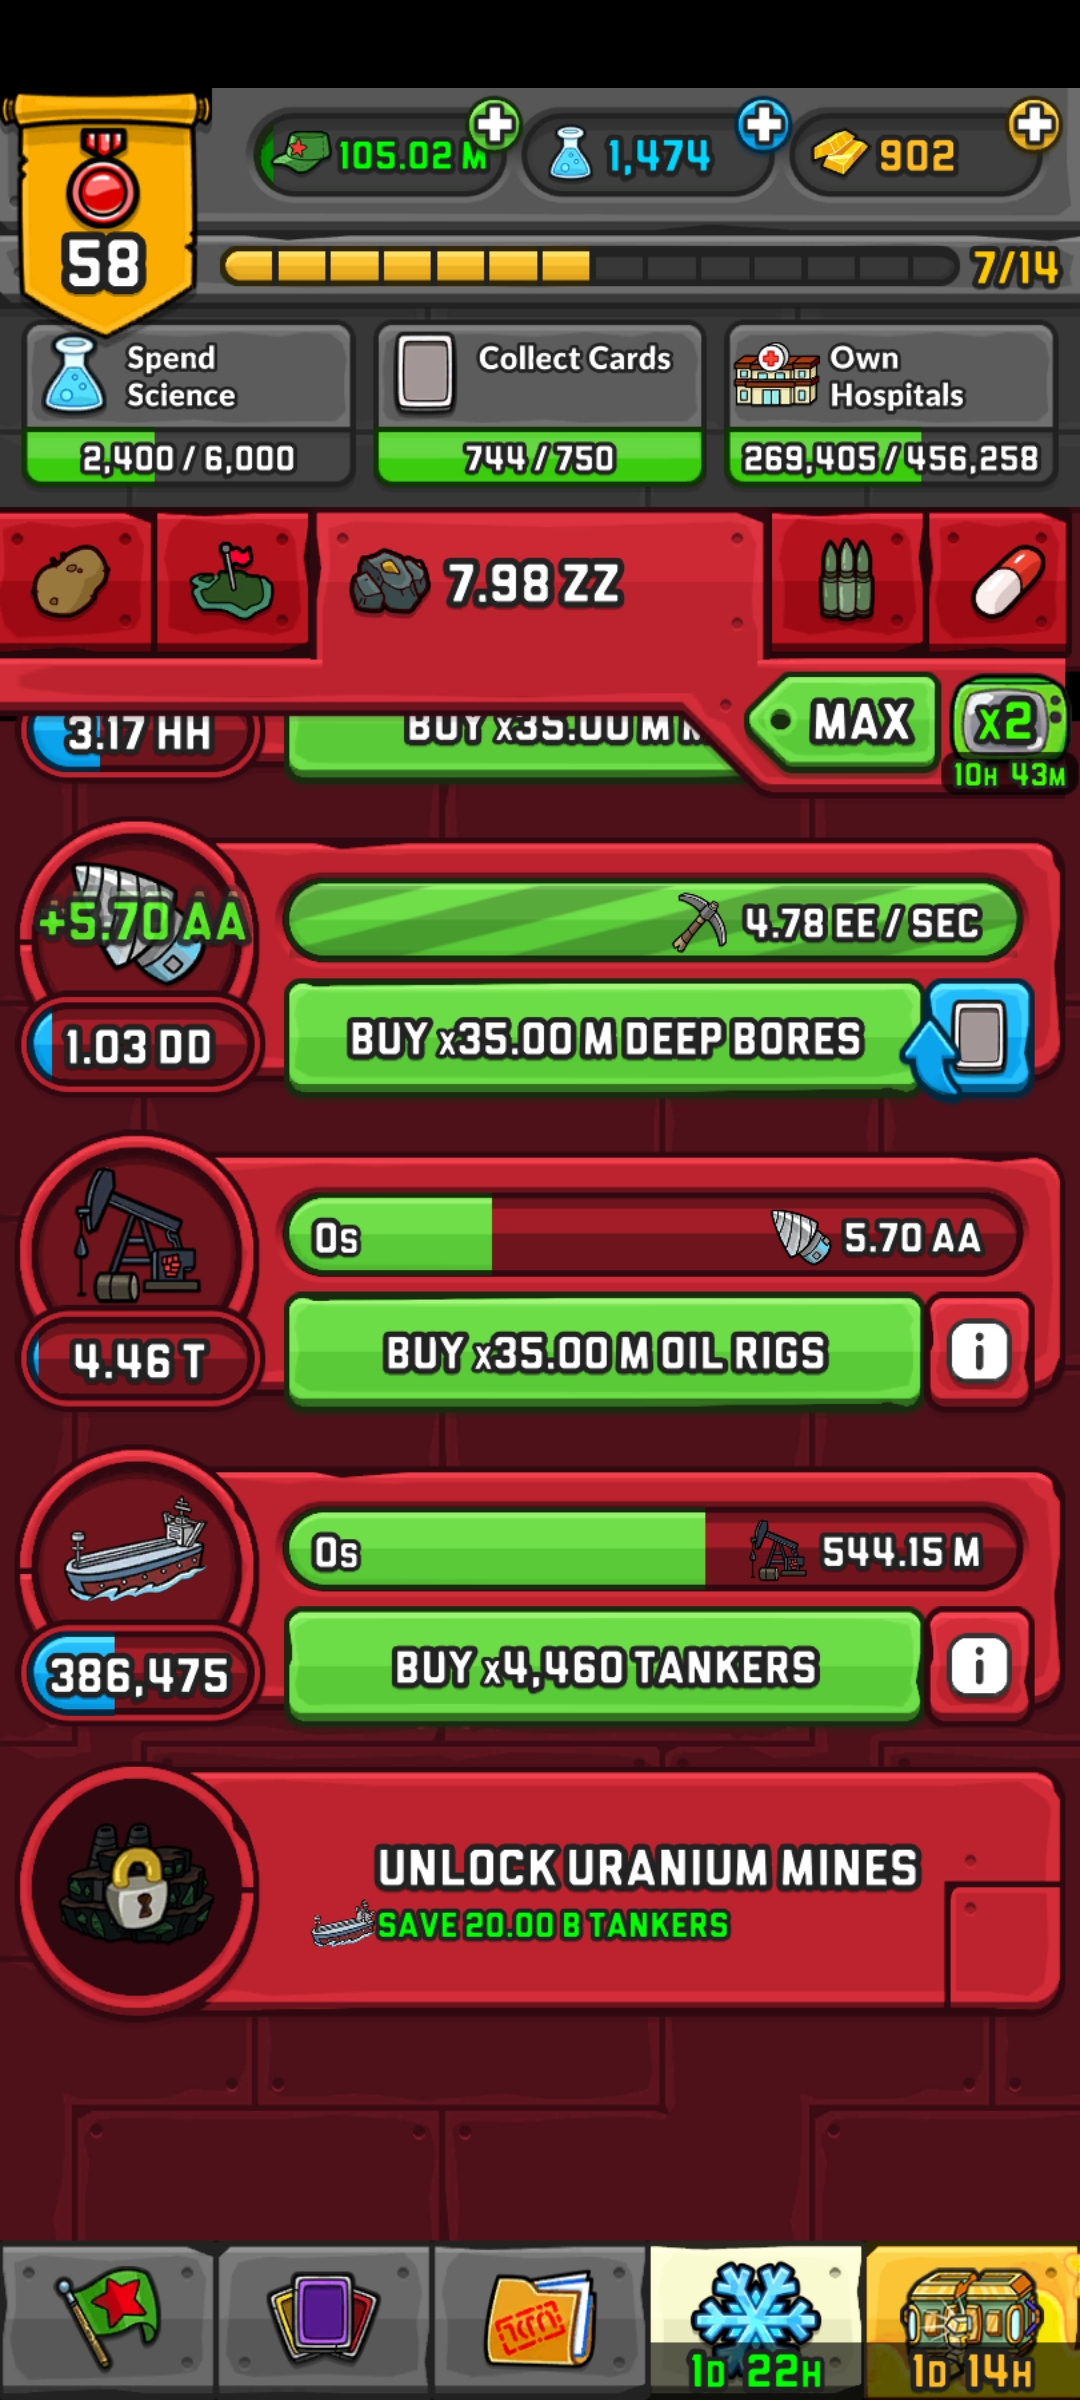 105.02 M
1,474
902
58
7/14
Spend
Science
2,400 / 6,000
Collect Cards
744 / 750
Own
Hospitals
269,405 / 456,258
7.98 ZZ
MAX
x2
10H 43M
3.17 HH
BUY x35.00 M
+5.70 AA
4.78 EE / SEC
1.03 DD
BUY x35.00 M DEEP BORES
0s
5.70 AA
4.46 T
BUY x35.00 M OIL RIGS
i
0s
544.15 M
386,475
BUY x4,460 TANKERS
i
UNLOCK URANIUM MINES
SAVE 20.00 B TANKERS
1D 22H
1D 14H